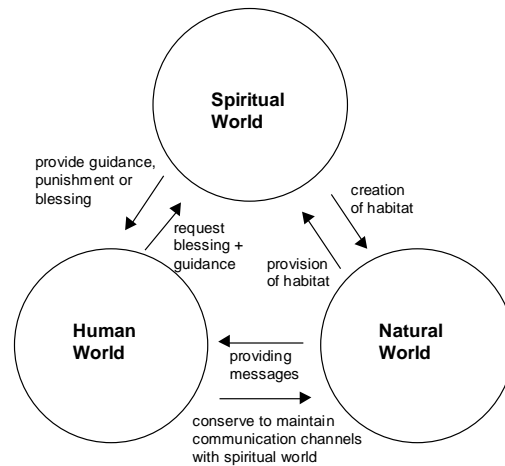 Spiritual
World
provide guidance,
punishment or
blessing
request
blessing +
guidance
creation
of habitat
provision
of habitat
Human
World
Natural
World
providing
messages
conserve to maintain
communication channels
with spiritual world